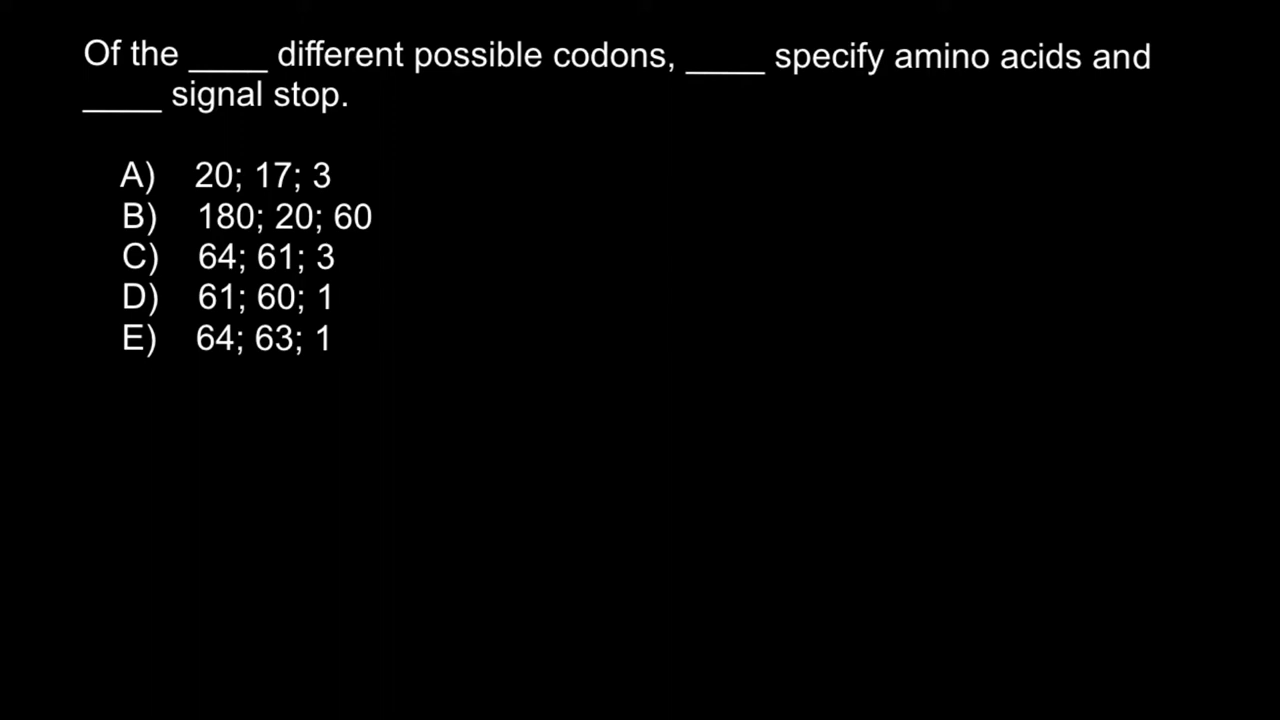 Of the ____ different possible codons, ____ specify amino acids and
____ signal stop.
A) 20; 17; 3
B) 180; 20; 60
C) 64; 61; 3
D) 61; 60; 1
E) 64; 63; 1